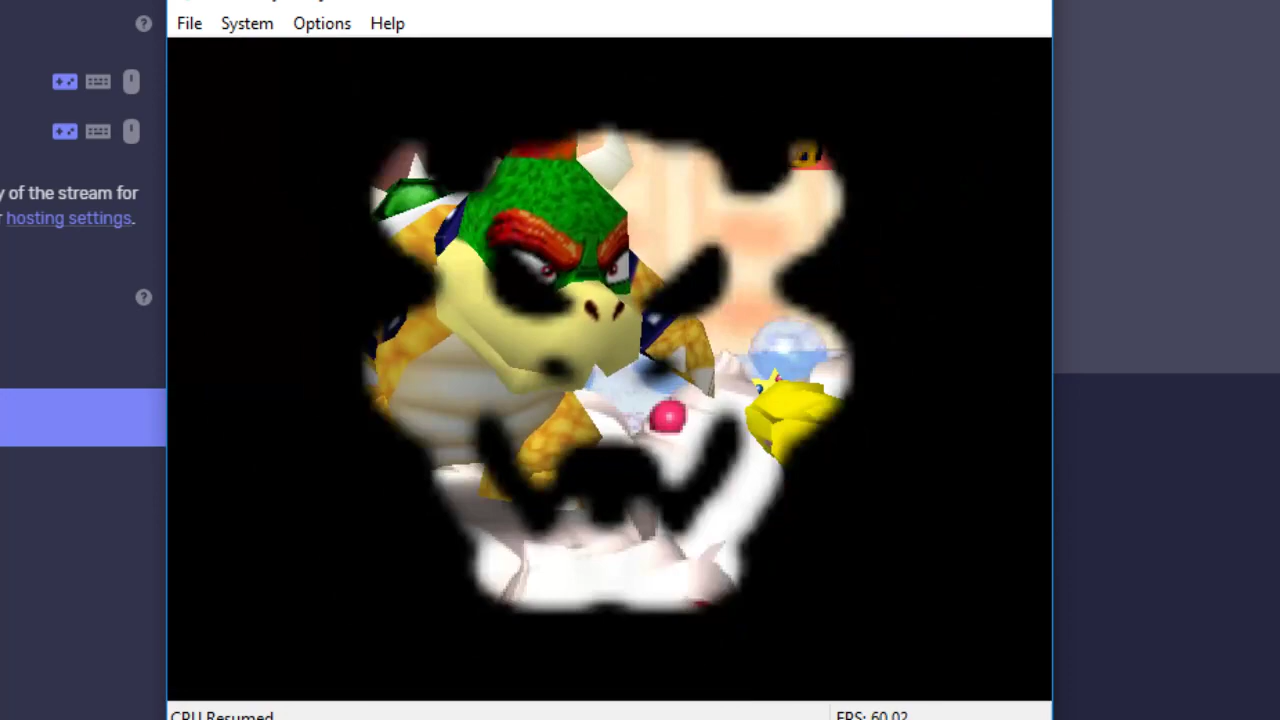 File System Options Help
y of the stream for
r hosting settings.
CPU Resumed
FPS: 60.02